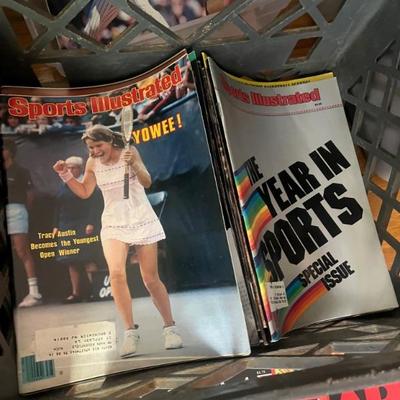 Sports Illustrated
YOWEE!
Tracy Austin
Becomes the Youngest
Open Winner
Sports Illustrated
THE
YEAR IN
SPORTS
SPECIAL
ISSUE